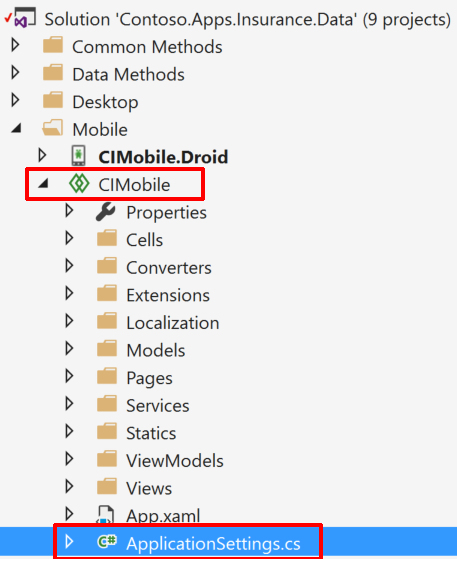 Solution 'Contoso.Apps.Insurance.Data' (9 projects)
Common Methods
Data Methods
Desktop
Mobile
CIMobile.Droid
CIMobile
Properties
Cells
Converters
Extensions
Localization
Models
Pages
Services
Statics
ViewModels
Views
App.xaml
C# ApplicationSettings.cs